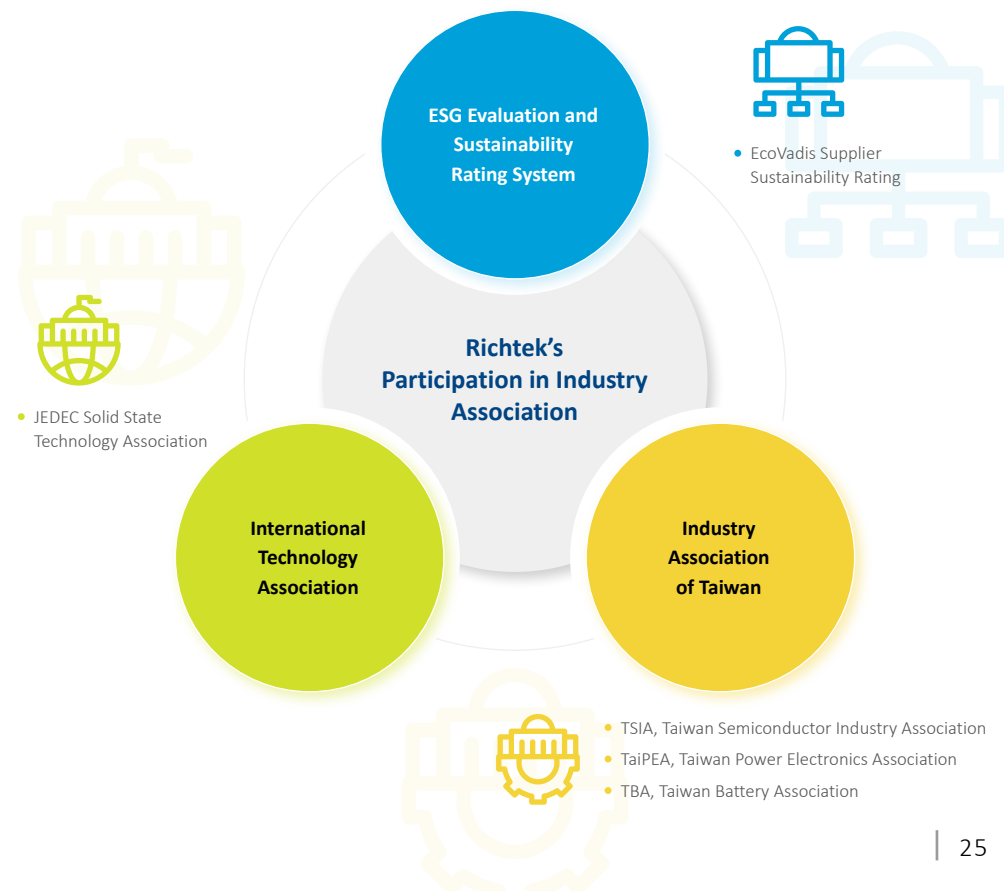 ESG Evaluation and
Sustainability
Rating System
• EcoVadis Supplier
Sustainability Rating
Richtek's
Participation in Industry
Association
• JEDEC Solid State
Technology Association
International
Technology
Association
Industry
Association
of Taiwan
• TSIA, Taiwan Semiconductor Industry Association
• TaiPEA, Taiwan Power Electronics Association
• TBA, Taiwan Battery Association
25